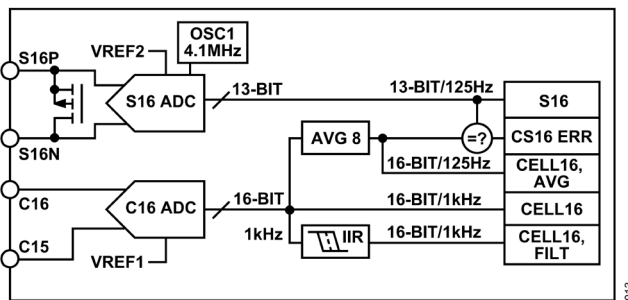 OSC1
4.1MHz
VREF2
S16P
S16 ADC
13-BIT
13-BIT/125Hz
S16
S16N
AVG 8
=?
CS16 ERR
16-BIT/125Hz
CELL16,
AVG
C16
C16 ADC
16-BIT
16-BIT/1kHz
CELL16
C15
VREF1
1kHz
IIR
16-BIT/1kHz
CELL16,
FILT